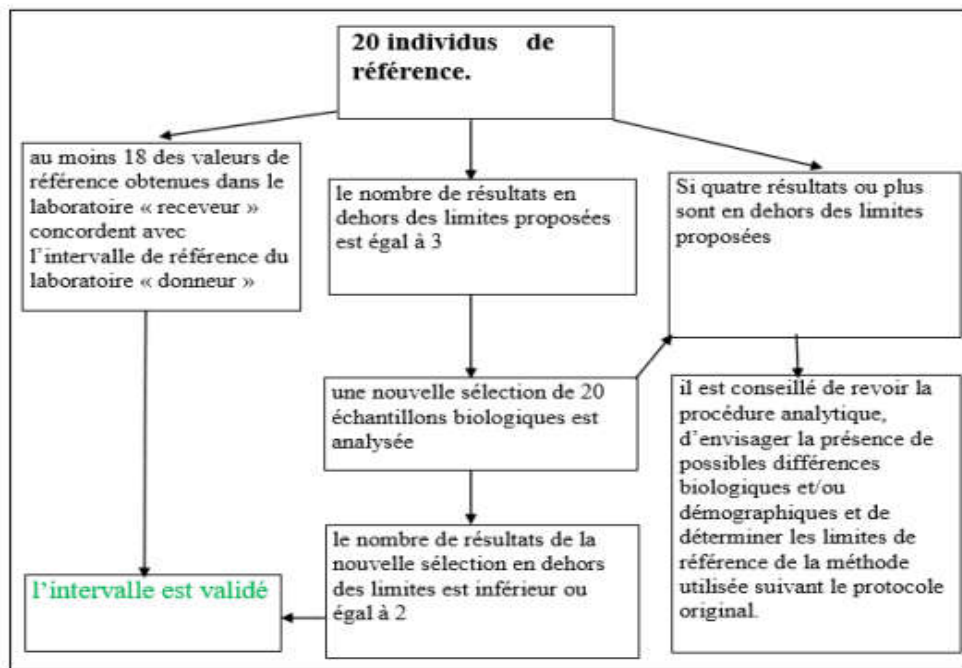 20 individus de
référence.
au moins 18 des valeurs de
référence obtenues dans le
laboratoire « receveur »
concordent avec
l’intervalle de référence du
laboratoire « donneur »
le nombre de résultats en
dehors des limites proposées
est égal à 3
Si quatre résultats ou plus
sont en dehors des limites
proposées
une nouvelle sélection de 20
échantillons biologiques est
analysée
il est conseillé de revoir la
procédure analytique,
d’envisager la présence de
possibles différences
biologiques et/ou
démographiques et de
déterminer les limites de
référence de la méthode
utilisée suivant le protocole
original.
le nombre de résultats de la
nouvelle sélection en dehors
des limites est inférieur ou
égal à 2
l’intervalle est validé